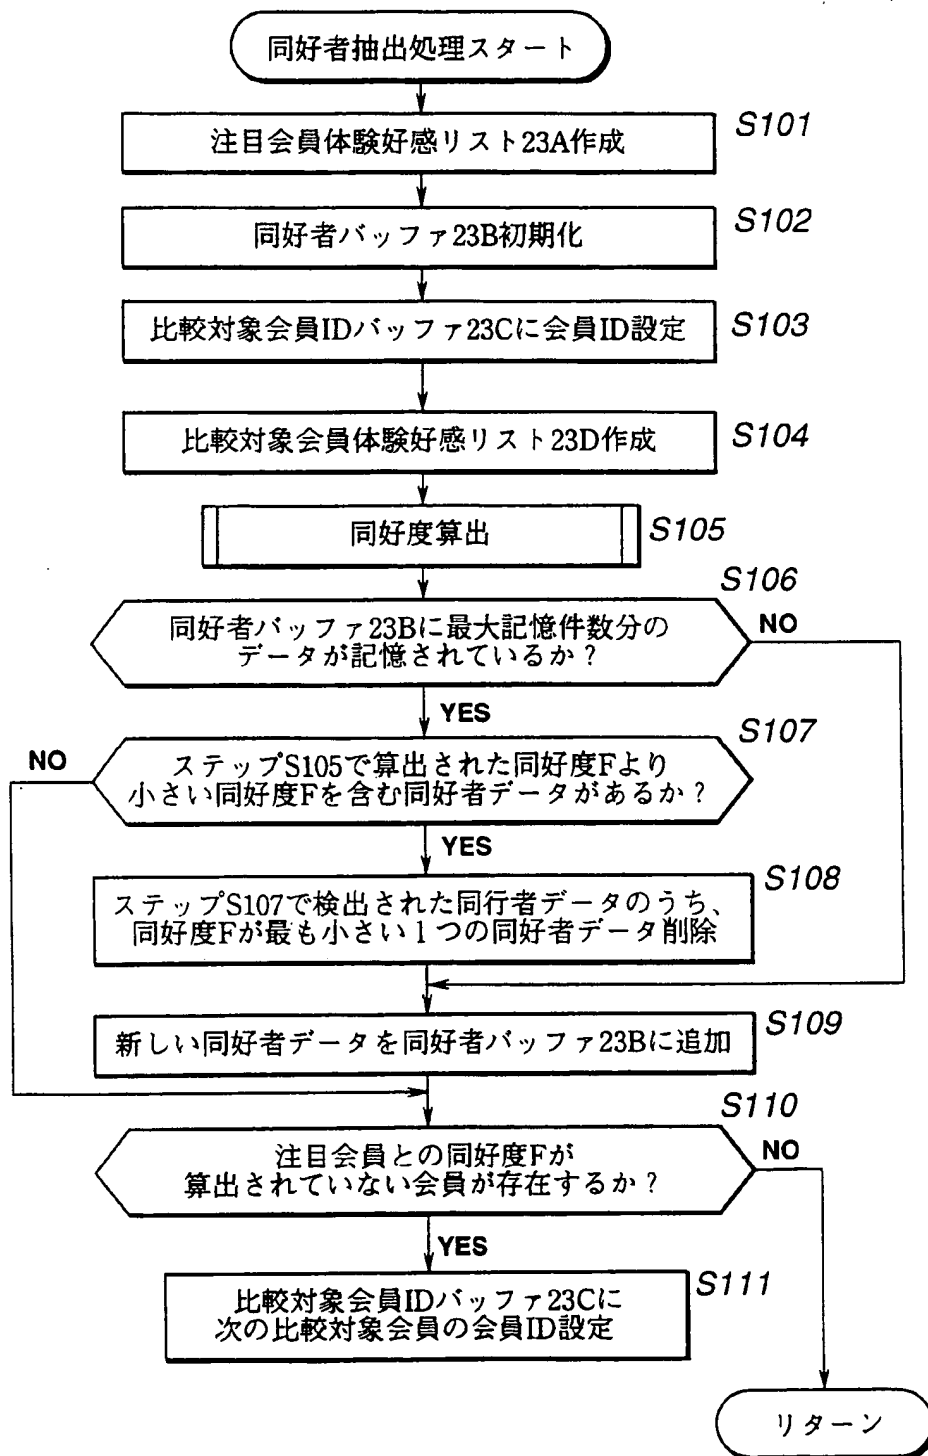 同好者抽出処理スタート
注目会員体験好感リスト23A作成
S101
同好者バッファ23B初期化
S102
比較対象会員IDバッファ23Cに会員ID設定
S103
比較対象会員体験好感リスト23D作成
S104
同好度算出
S105
S106
同好者バッファ23Bに最大記憶件数分の
データが記憶されているか？
NO
YES
S107
NO
ステップS105で算出された同好度Fより
小さい同好度Fを含む同好者データがあるか？
YES
S108
ステップS107で検出された同行者データのうち、
同好度Fが最も小さい１つの同好者データ削除
S109
新しい同好者データを同好者バッファ23Bに追加
S110
注目会員との同好度Fが
算出されていない会員が存在するか？
NO
YES
S111
比較対象会員IDバッファ23Cに
次の比較対象会員の会員ID設定
リターン